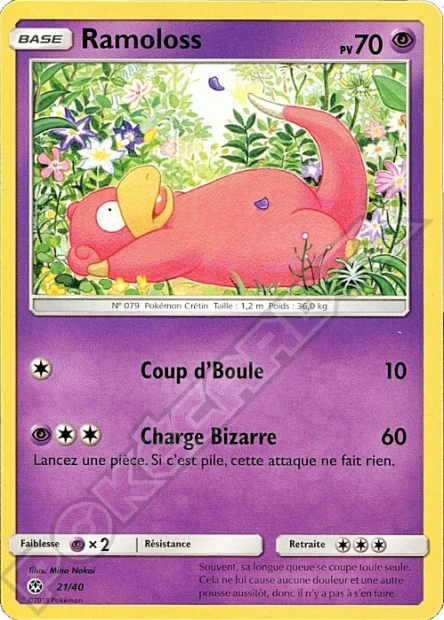 BASE Ramoloss PV 70
N° 079 Pokémon Crétin Taille : 1,2 m Poids : 36,0 kg
Coup d'Boule 10
Charge Bizarre 60
Lancez une pièce. Si c'est pile, cette attaque ne fait rien.
Faiblesse ×2 Résistance Retraite
Illus. Mina Nakai
21/40
©2018 Pokémon
Souvent, sa longue queue se coupe toute seule.
Cela ne lui cause aucune douleur et une autre
pousse aussitôt, donc il n'y a pas à s'en faire.